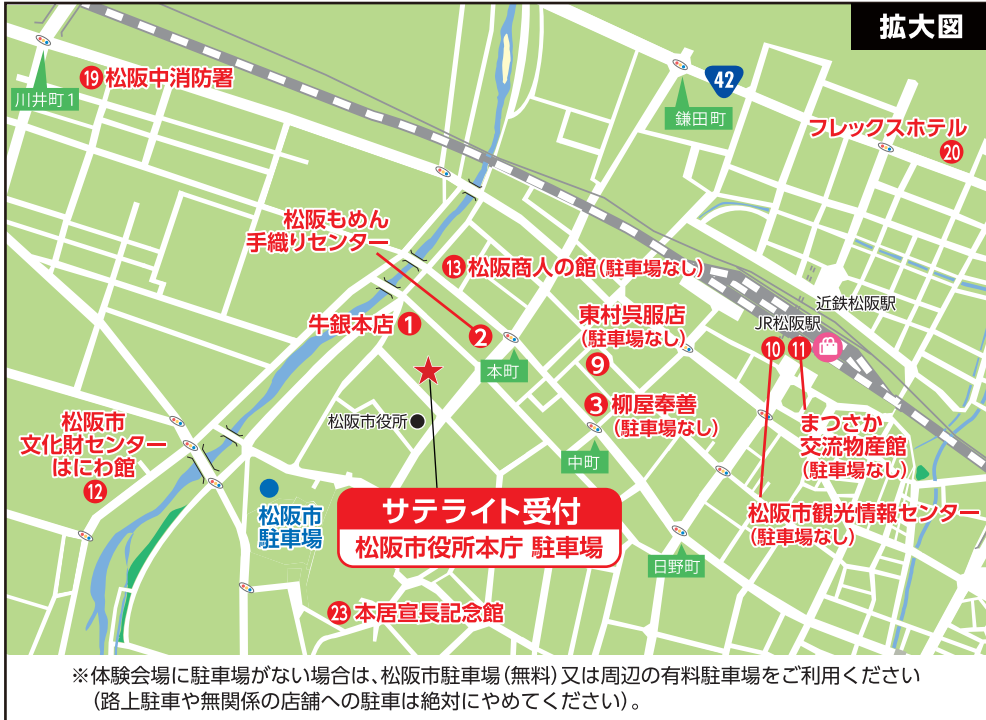 拡大図
⑲松阪中消防署
川井町1
42
鎌田町
フレックスホテル
⑳
松阪もめん
手織りセンター
⑬松阪商人の館(駐車場なし)
近鉄松阪駅
JR松阪駅
牛銀本店①
②
東村呉服店
(駐車場なし)
⑨
⑩
⑪
本町
③柳屋奉善
(駐車場なし)
松阪市役所
まつさか
交流物産館
(駐車場なし)
松阪市
文化財センター
はにわ館
⑫
中町
松阪市
駐車場
サテライト受付
松阪市役所本庁 駐車場
松阪市観光情報センター
(駐車場なし)
日野町
㉓本居宣長記念館
※体験会場に駐車場がない場合は、松阪市駐車場(無料)又は周辺の有料駐車場をご利用ください
(路上駐車や無関係の店舗への駐車は絶対にやめてください)。